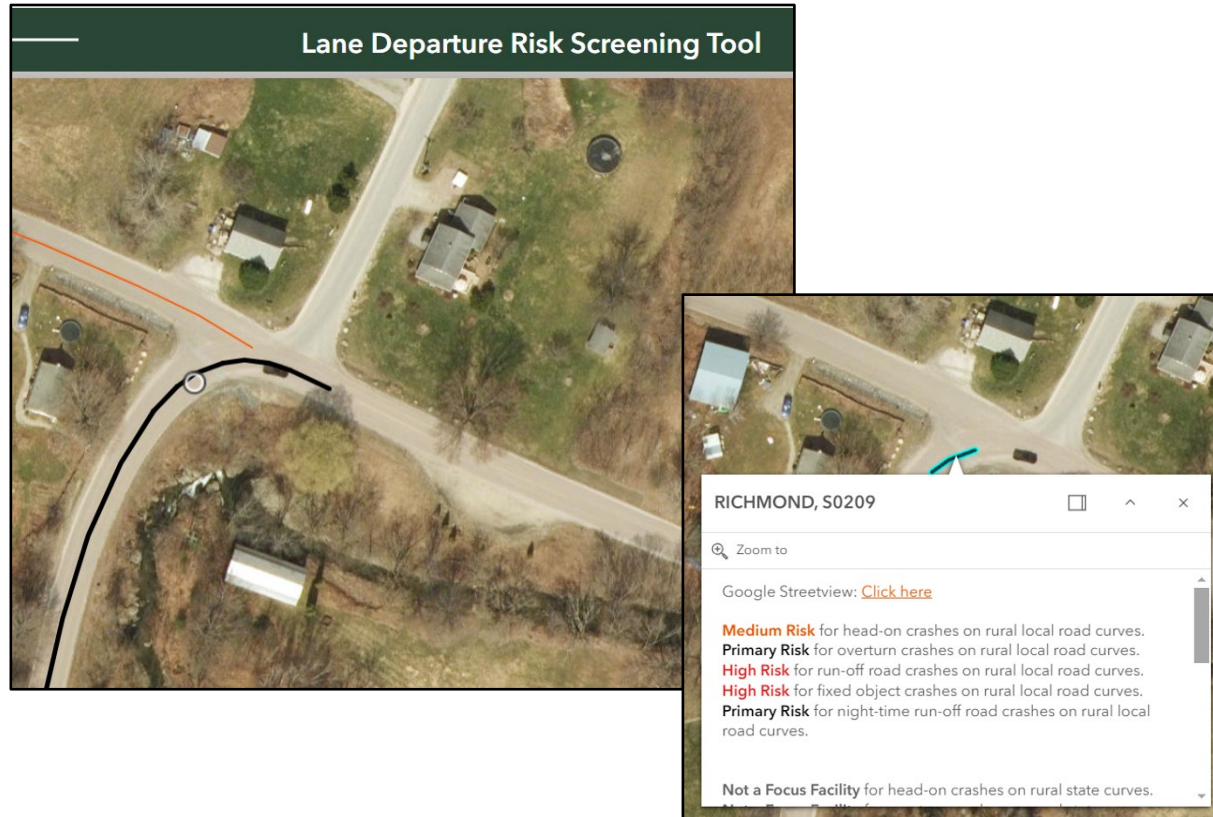 Lane Departure Risk Screening Tool
RICHMOND, S0209
Zoom to
Google Streetview: Click here
Medium Risk for head-on crashes on rural local road curves.
Primary Risk for overturn crashes on rural local road curves.
High Risk for run-off road crashes on rural local road curves.
High Risk for fixed object crashes on rural local road curves.
Primary Risk for night-time run-off road crashes on rural local
road curves.
Not a Focus Facility for head-on crashes on rural state curves.